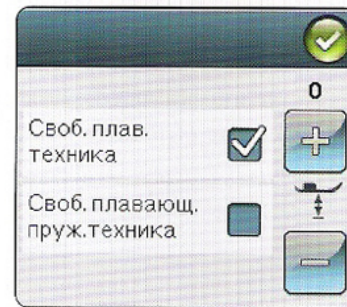 0
Своб. плав.
техника
Своб. плавающ.
пруж.техника